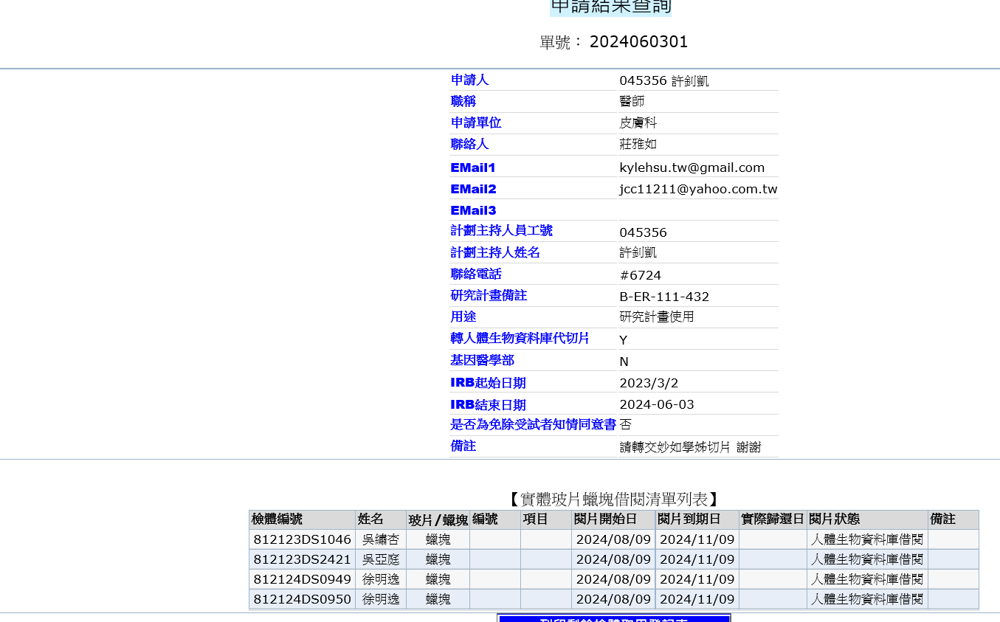 申請結果查詢
單號： 2024060301
申請人 045356 許釗凱
職稱 醫師
申請單位 皮膚科
聯絡人 莊雅如
EMail1 kylehsu.tw@gmail.com
EMail2 jcc11211@yahoo.com.tw
EMail3
計劃主持人員工號 045356
計劃主持人姓名 許釗凱
聯絡電話 #6724
研究計畫備註 B-ER-111-432
用途 研究計畫使用
轉人體生物資料庫代切片 Y
基因醫學部 N
IRB起始日期 2023/3/2
IRB結束日期 2024-06-03
是否為免除受試者知情同意書 否
備註 請轉交妙如學姊切片 謝謝
【實體玻片蠟塊借閱清單列表】
檢體編號 姓名 玻片/蠟塊 編號 項目 閱片開始日 閱片到期日 實際歸還日 閱片狀態 備註
812123DS1046 吳繡杏 蠟塊 2024/08/09 2024/11/09 人體生物資料庫借閱
812123DS2421 吳亞庭 蠟塊 2024/08/09 2024/11/09 人體生物資料庫借閱
812124DS0949 徐明逸 蠟塊 2024/08/09 2024/11/09 人體生物資料庫借閱
812124DS0950 徐明逸 蠟塊 2024/08/09 2024/11/09 人體生物資料庫借閱
列印剩餘檢體取用登記表